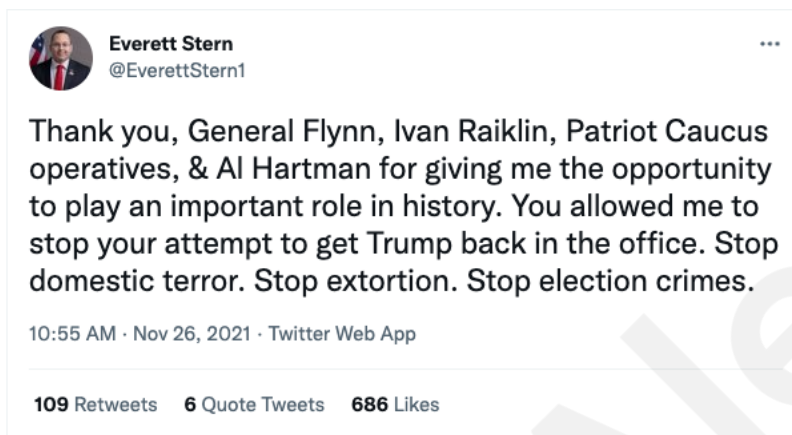 Everett Stern
@EverettStern1
Thank you, General Flynn, Ivan Raiklin, Patriot Caucus
operatives, & Al Hartman for giving me the opportunity
to play an important role in history. You allowed me to
stop your attempt to get Trump back in the office. Stop
domestic terror. Stop extortion. Stop election crimes.
10:55 AM · Nov 26, 2021 · Twitter Web App
109 Retweets 6 Quote Tweets 686 Likes